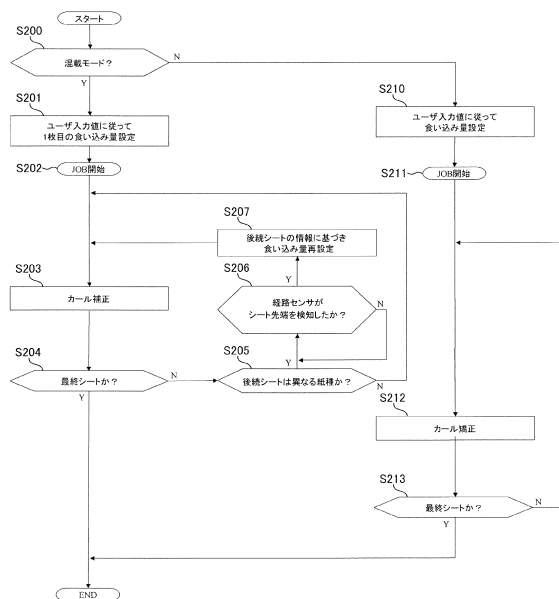 スタート
S200
混載モード？
N
Y
S201
ユーザ入力値に従って
1枚目の食い込み量設定
S202
JOB開始
S210
ユーザ入力値に従って
食い込み量設定
S211
JOB開始
S207
後続シートの情報に基づき
食い込み量再設定
S203
カール補正
S206
Y
経路センサが
シート先端を検知したか？
N
S204
最終シートか？
N
Y
S205
Y
後続シートは異なる紙種か？
N
S212
カール矯正
S213
最終シートか？
N
Y
END